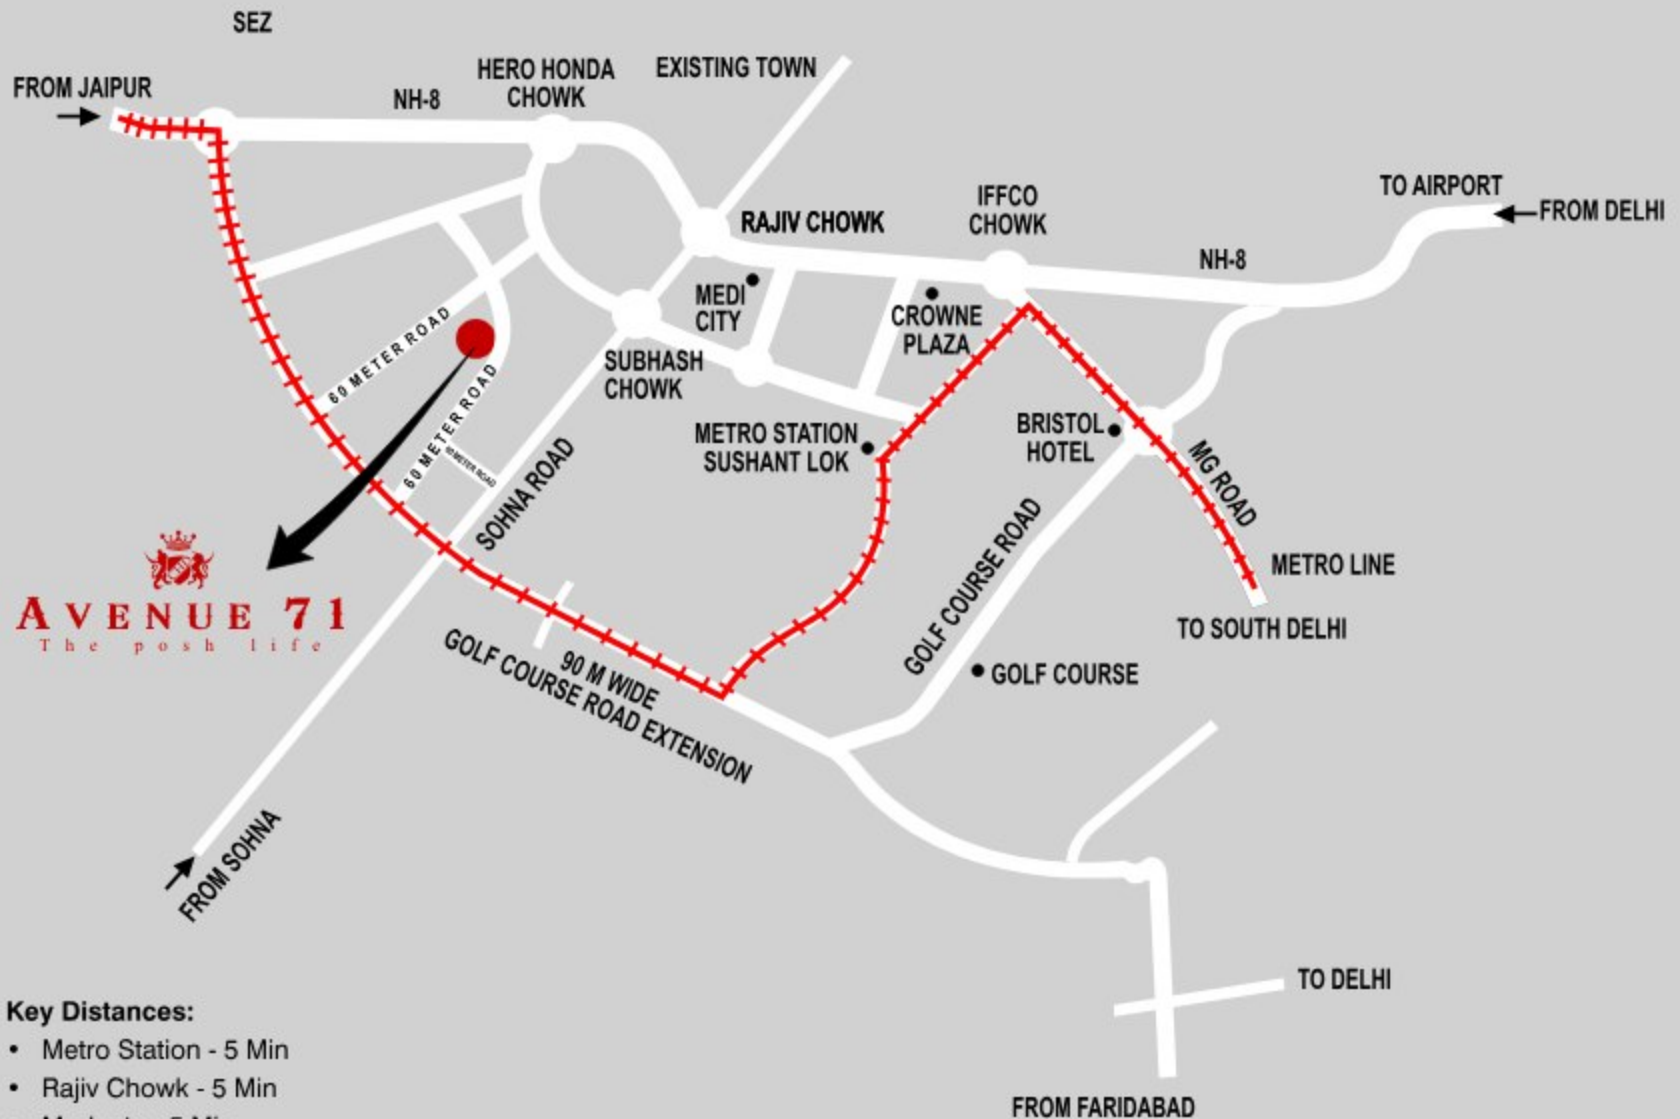 SEZ
FROM JAIPUR
NH-8
HERO HONDA
CHOWK
EXISTING TOWN
RAJIV CHOWK
IFFCO
CHOWK
TO AIRPORT
FROM DELHI
NH-8
MEDI
CITY
CROWNE
PLAZA
60 METER ROAD
SUBHASH
CHOWK
60 METER ROAD
METRO STATION
SUSHANT LOK
BRISTOL
HOTEL
MG ROAD
SOHNA ROAD
GOLF COURSE ROAD
METRO LINE
TO SOUTH DELHI
AVENUE 71
The posh life
90 M WIDE
GOLF COURSE ROAD EXTENSION
GOLF COURSE
FROM SOHNA
TO DELHI
FROM FARIDABAD
Key Distances:
• Metro Station - 5 Min
• Rajiv Chowk - 5 Min